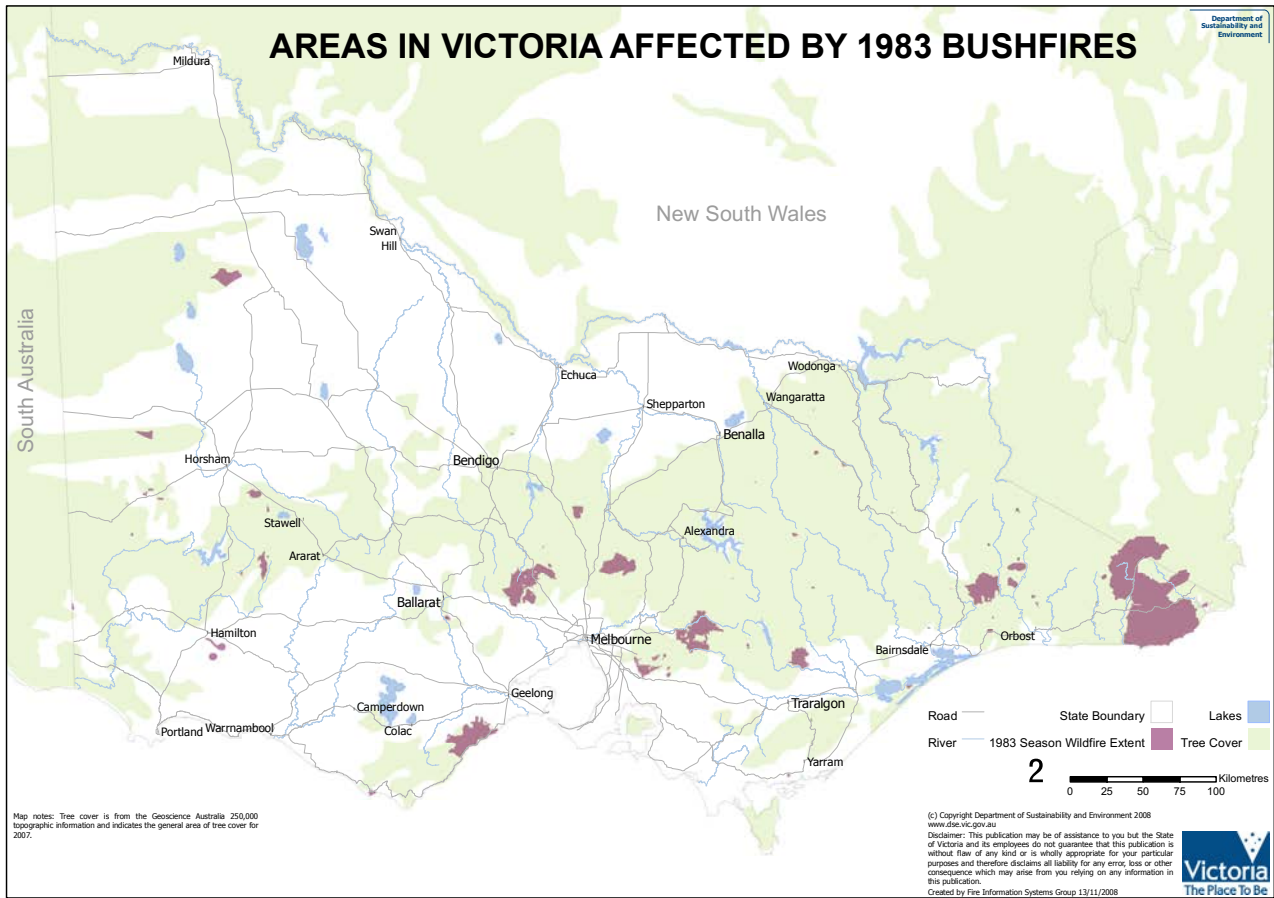 AREAS IN VICTORIA AFFECTED BY 1983 BUSHFIRES
Department of
Sustainability and
Environment
Mildura
New South Wales
Swan
Hill
South Australia
Echuca
Wodonga
Shepparton
Wangaratta
Benalla
Horsham
Bendigo
Stawell
Alexandra
Ararat
Ballarat
Hamilton
Melbourne
Orbost
Bairnsdale
Geelong
Camperdown
Traralgon
Portland
Warrnambool
Colac
Yarram
Road
State Boundary
Lakes
River
1983 Season Wildfire Extent
Tree Cover
2
Kilometres
0 25 50 75 100
Map notes: Tree cover is from the Geoscience Australia 250,000
topographic information and indicates the general area of tree cover for
2007.
(c) Copyright Department of Sustainability and Environment 2008
www.dse.vic.gov.au
Disclaimer: This publication may be of assistance to you but the State
of Victoria and its employees do not guarantee that this publication is
without flaw of any kind or is wholly appropriate for your particular
purposes and therefore disclaims all liability for any error, loss or other
consequence which may arise from you relying on any information in
this publication.
Created by Fire Information Systems Group 13/11/2008
Victoria
The Place To Be